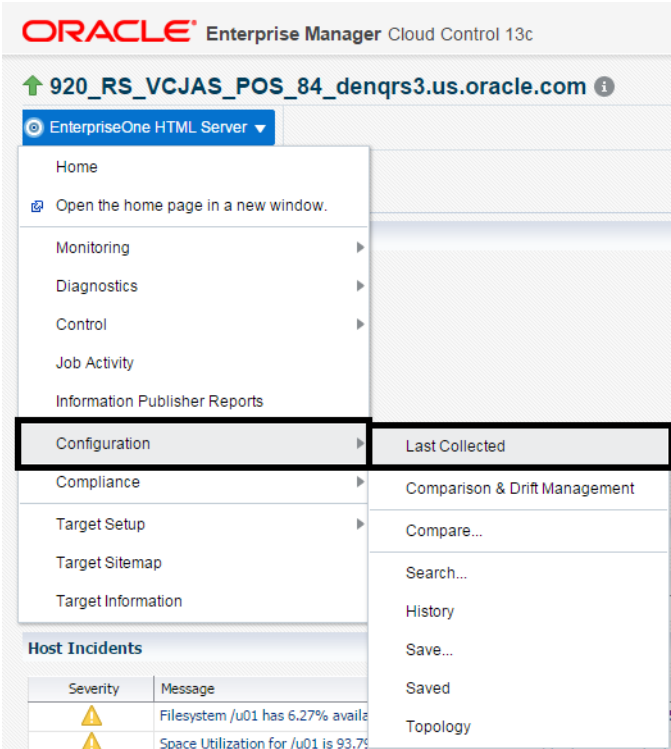 ORACLE Enterprise Manager Cloud Control 13c
920_RS_VCJAS_POS_84_denqrs3.us.oracle.com
EnterpriseOne HTML Server
Home
Open the home page in a new window.
Monitoring
Diagnostics
Control
Job Activity
Information Publisher Reports
Configuration
Compliance
Target Setup
Target Sitemap
Target Information
Last Collected
Comparison & Drift Management
Compare...
Search...
History
Save...
Saved
Topology
Host Incidents
Severity Message
Filesystem /u01 has 6.27% availa
Space Utilization for /u01 is 93.79